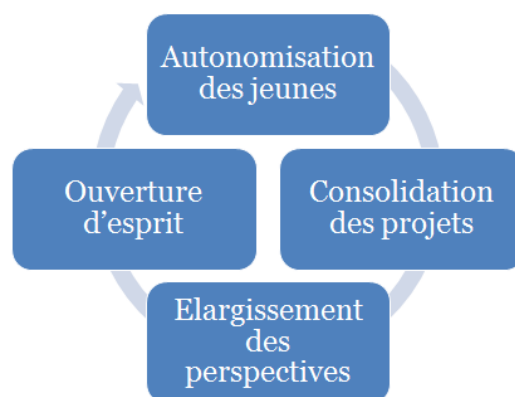 Autonomisation
des jeunes
Ouverture
d'esprit
Consolidation
des projets
Elargissement
des
perspectives